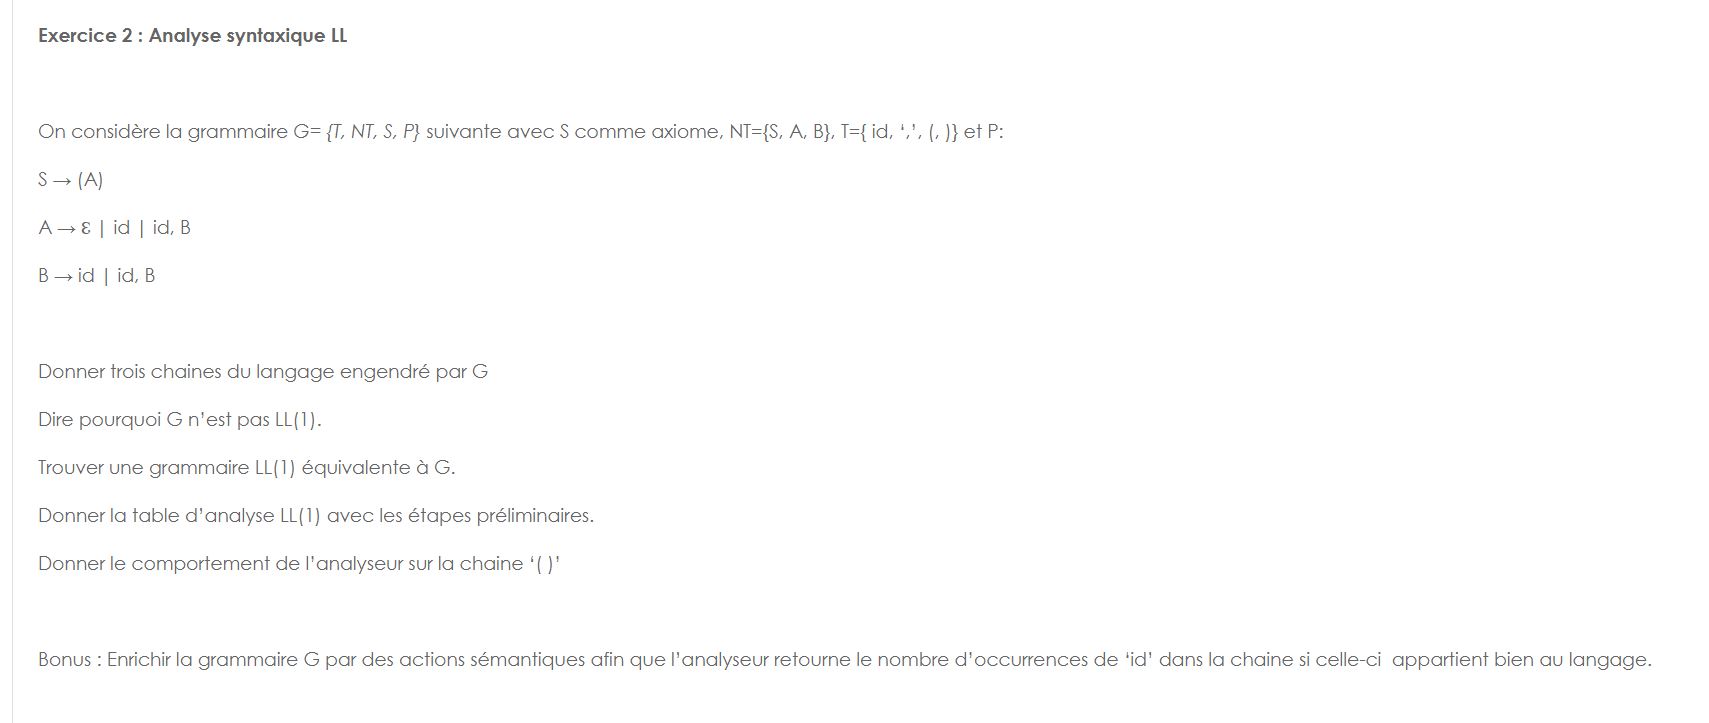 Exercice 2 : Analyse syntaxique LL
On considère la grammaire G= {T, NT, S, P} suivante avec S comme axiome, NT={S, A, B}, T={ id, ‘,’, (, )} et P:
S → (A)
A → ε | id | id, B
B → id | id, B
Donner trois chaines du langage engendré par G
Dire pourquoi G n’est pas LL(1).
Trouver une grammaire LL(1) équivalente à G.
Donner la table d’analyse LL(1) avec les étapes préliminaires.
Donner le comportement de l’analyseur sur la chaine ‘( )’
Bonus : Enrichir la grammaire G par des actions sémantiques afin que l’analyseur retourne le nombre d’occurrences de ‘id’ dans la chaine si celle-ci  appartient bien au langage.